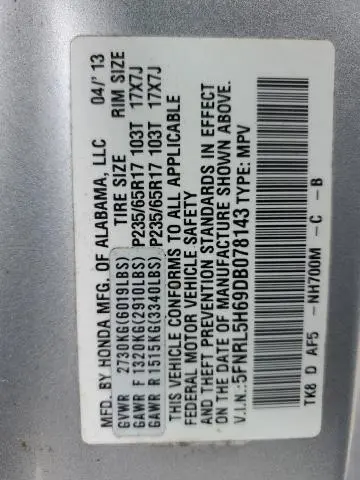 MFD. BY HONDA MFG. OF ALABAMA, LLC 04/'13
TIRE SIZE RIM SIZE
GVWR 2730KG(6019LBS)
GAWR F 1320KG(2910LBS) P235/65R17 103T 17X7J
GAWR R 1515KG(3340LBS) P235/65R17 103T 17X7J
THIS VEHICLE CONFORMS TO ALL APPLICABLE
FEDERAL MOTOR VEHICLE SAFETY
AND THEFT PREVENTION STANDARDS IN EFFECT
ON THE DATE OF MANUFACTURE SHOWN ABOVE.
V.I.N.: 5FNRL5H69DB078143 TYPE: MPV
TK8 D AF5 -NH700M - C - B